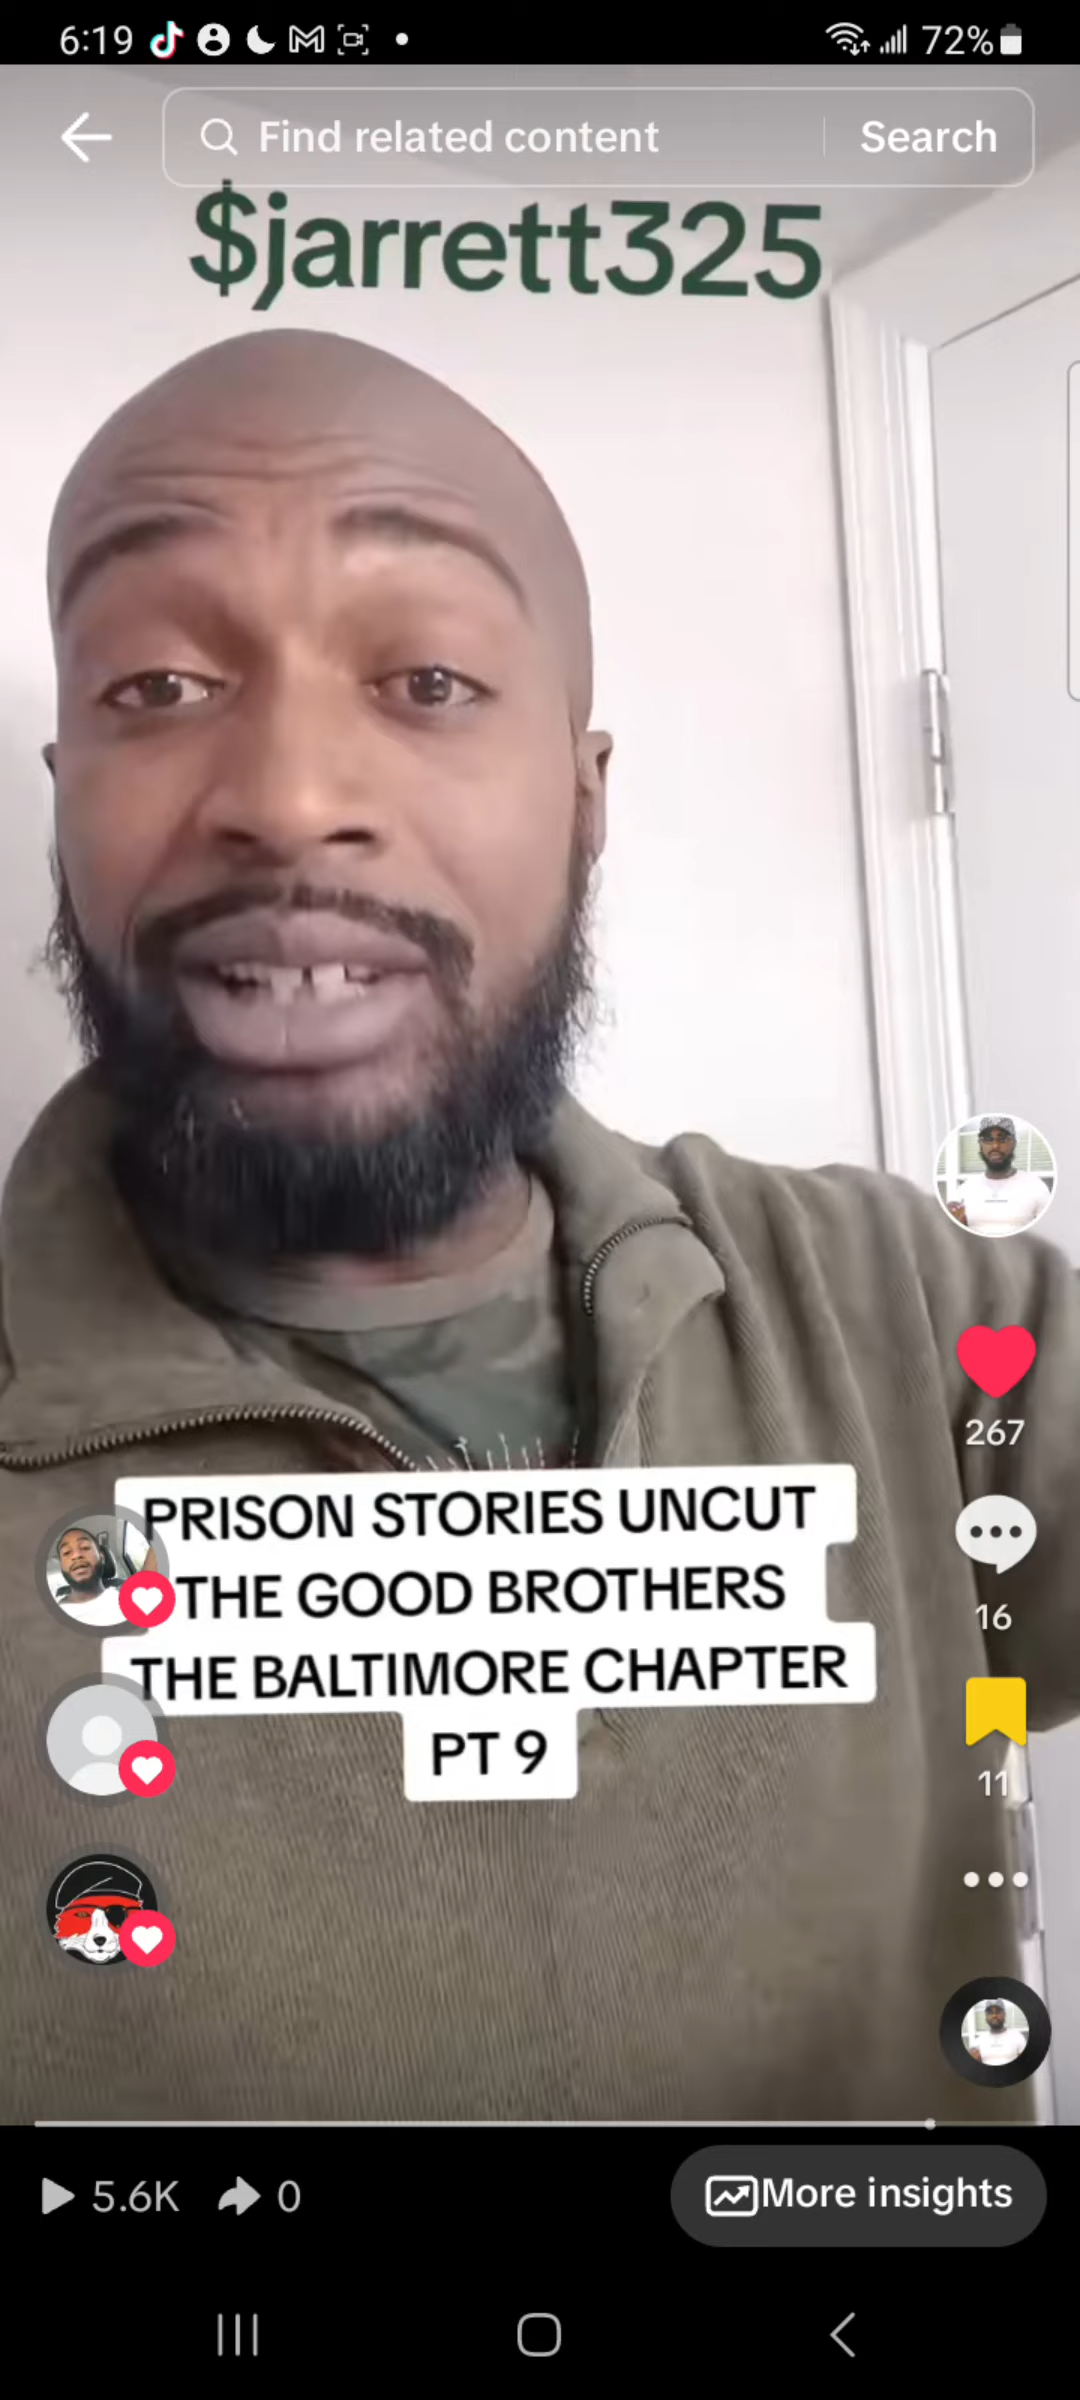 6:19
72%
Find related content
Search
$jarrett325
267
PRISON STORIES UNCUT
THE GOOD BROTHERS
THE BALTIMORE CHAPTER
PT 9
16
11
5.6K
0
More insights